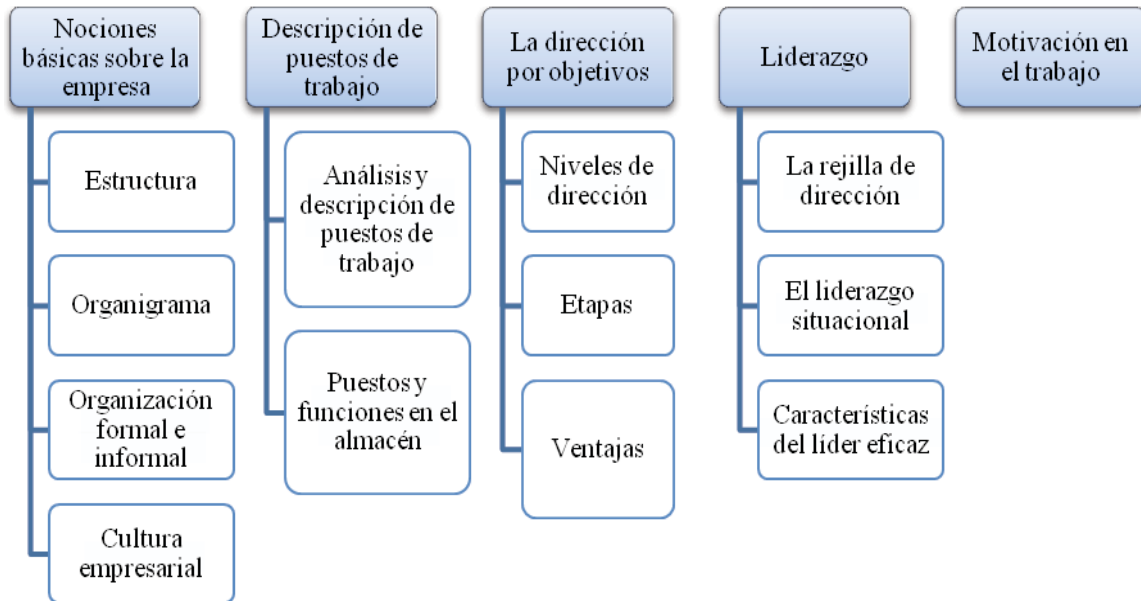 Nociones
básicas sobre la
empresa
Estructura
Organigrama
Organización
formal e
informal
Cultura
empresarial
Descripción de
puestos de
trabajo
Análisis y
descripción de
puestos de
trabajo
Puestos y
funciones en el
almacén
La dirección
por objetivos
Niveles de
dirección
Etapas
Ventajas
Liderazgo
La rejilla de
dirección
El liderazgo
situacional
Características
del líder eficaz
Motivación en
el trabajo